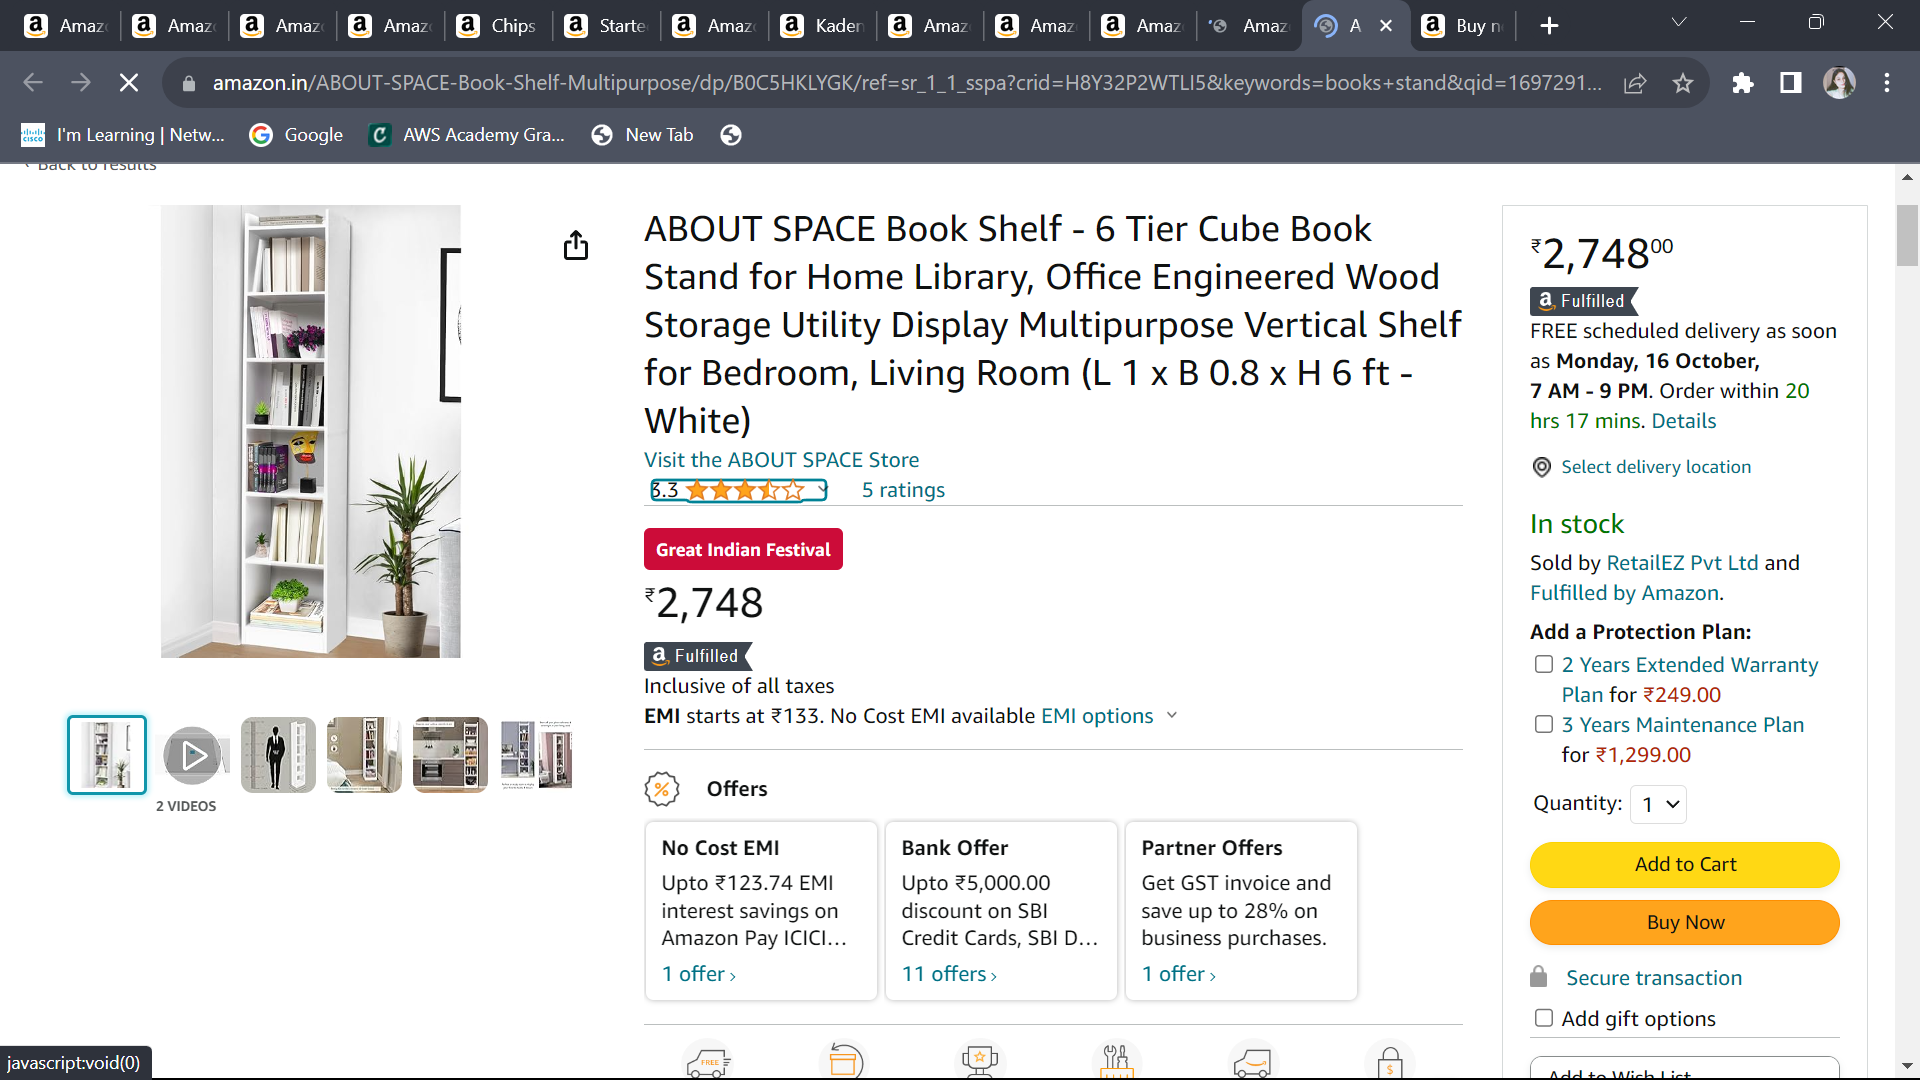 Amaz
Amaz
Amaz
Amaz
Chips
Starte
Amaz
Kaden
Amaz
Amaz
Amaz
Amaz
A
Buy n
amazon.in/ABOUT-SPACE-Book-Shelf-Multipurpose/dp/B0C5HKLYGK/ref=sr_1_1_sspa?crid=H8Y32P2WTLI5&keywords=books+stand&qid=1697291...
I'm Learning | Netw...
Google
AWS Academy Gra...
New Tab
Back to results
ABOUT SPACE Book Shelf - 6 Tier Cube Book
Stand for Home Library, Office Engineered Wood
Storage Utility Display Multipurpose Vertical Shelf
for Bedroom, Living Room (L 1 x B 0.8 x H 6 ft -
White)
Visit the ABOUT SPACE Store
3.3 5 ratings
Great Indian Festival
₹2,748
a Fulfilled
Inclusive of all taxes
EMI starts at ₹133. No Cost EMI available EMI options
Offers
No Cost EMI
Upto ₹123.74 EMI
interest savings on
Amazon Pay ICICI...
1 offer ›
Bank Offer
Upto ₹5,000.00
discount on SBI
Credit Cards, SBI D...
11 offers ›
Partner Offers
Get GST invoice and
save up to 28% on
business purchases.
1 offer ›
FREE
2 VIDEOS
₹2,74800
a Fulfilled
FREE scheduled delivery as soon
as Monday, 16 October,
7 AM - 9 PM. Order within 20
hrs 17 mins. Details
Select delivery location
In stock
Sold by RetailEZ Pvt Ltd and
Fulfilled by Amazon.
Add a Protection Plan:
2 Years Extended Warranty
Plan for ₹249.00
3 Years Maintenance Plan
for ₹1,299.00
Quantity: 1
Add to Cart
Buy Now
Secure transaction
Add gift options
Add to Wish List
javascript:void(0)